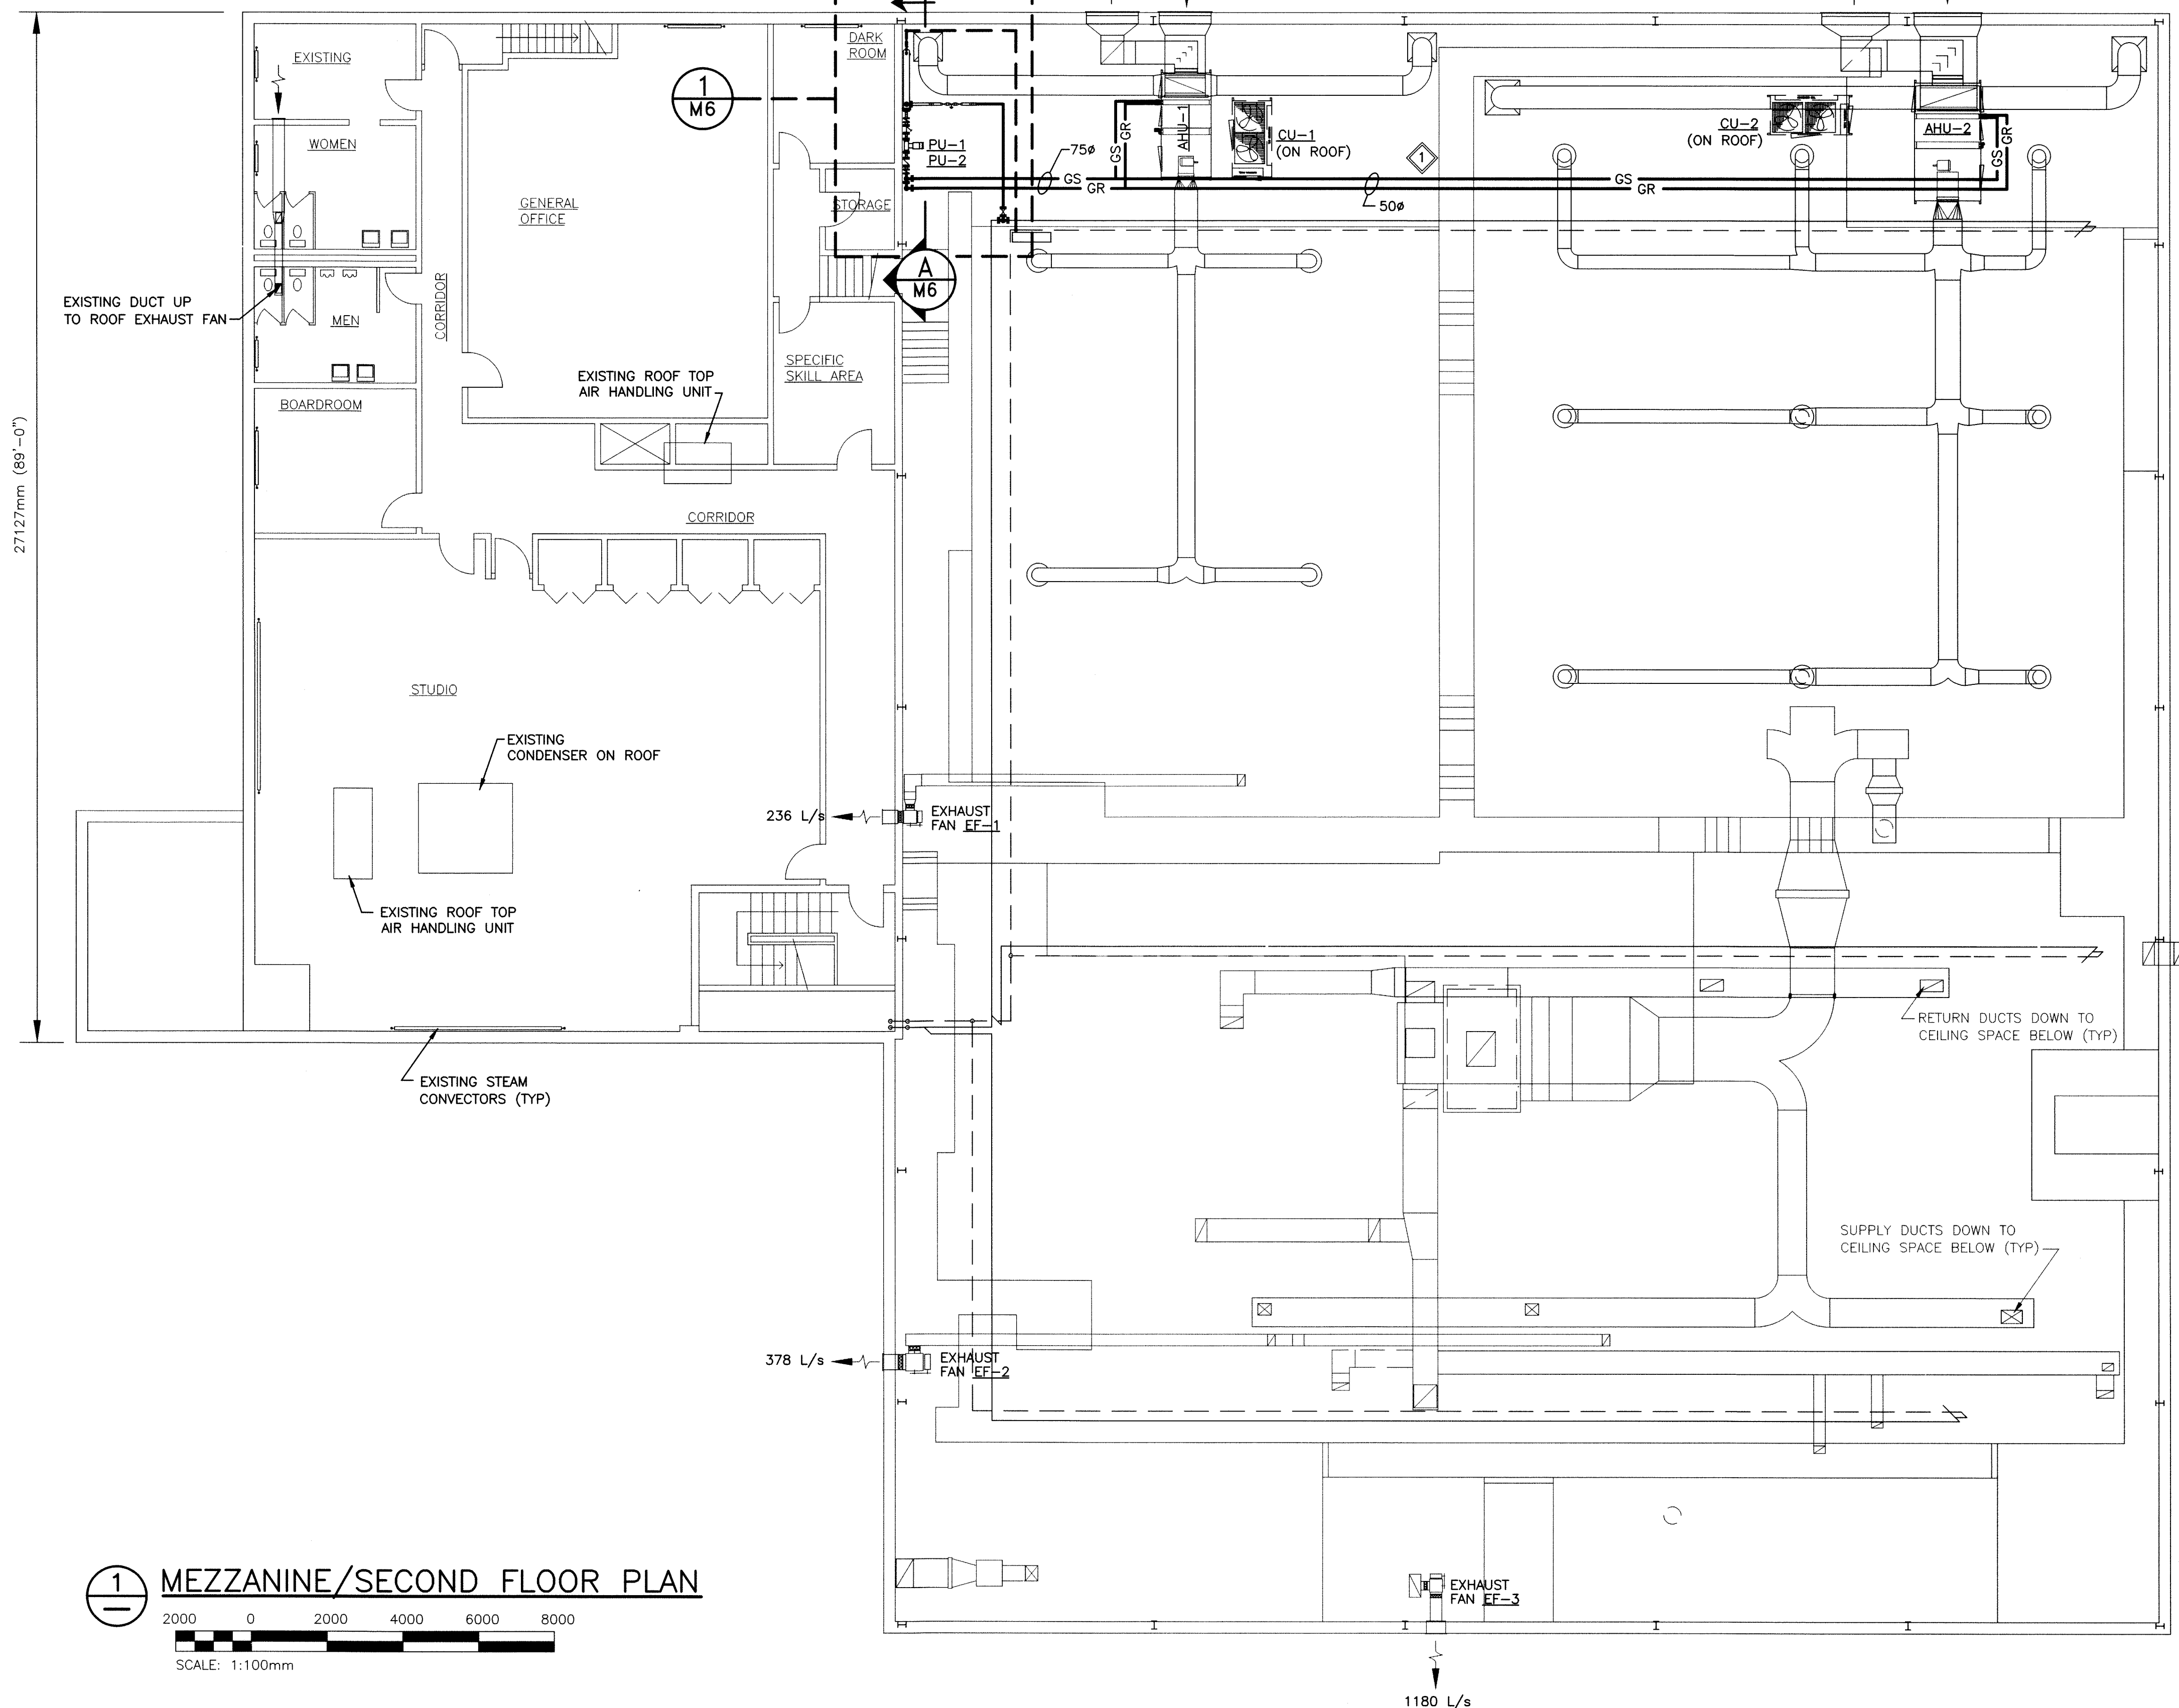 EXISTING
WOMEN
MEN
BOARDROOM
CORRIDOR
GENERAL
OFFICE
DARK
ROOM
STORAGE
SPECIFIC
SKILL AREA
1
M6
A
M6
PU-1
PU-2
75ø
GS
GR
GS
GR
AHU-1
CU-1
(ON ROOF)
1
50ø
GS
GR
CU-2
(ON ROOF)
AHU-2
GS
GR
EXISTING DUCT UP
TO ROOF EXHAUST FAN
EXISTING ROOF TOP
AIR HANDLING UNIT
27127mm (89'-0")
CORRIDOR
STUDIO
EXISTING
CONDENSER ON ROOF
EXISTING ROOF TOP
AIR HANDLING UNIT
236 L/s
EXHAUST
FAN EF-1
EXISTING STEAM
CONVECTORS (TYP)
RETURN DUCTS DOWN TO
CEILING SPACE BELOW (TYP)
SUPPLY DUCTS DOWN TO
CEILING SPACE BELOW (TYP)
378 L/s
EXHAUST
FAN EF-2
EXHAUST
FAN EF-3
1180 L/s
1
MEZZANINE/SECOND FLOOR PLAN
2000 0 2000 4000 6000 8000
SCALE: 1:100mm